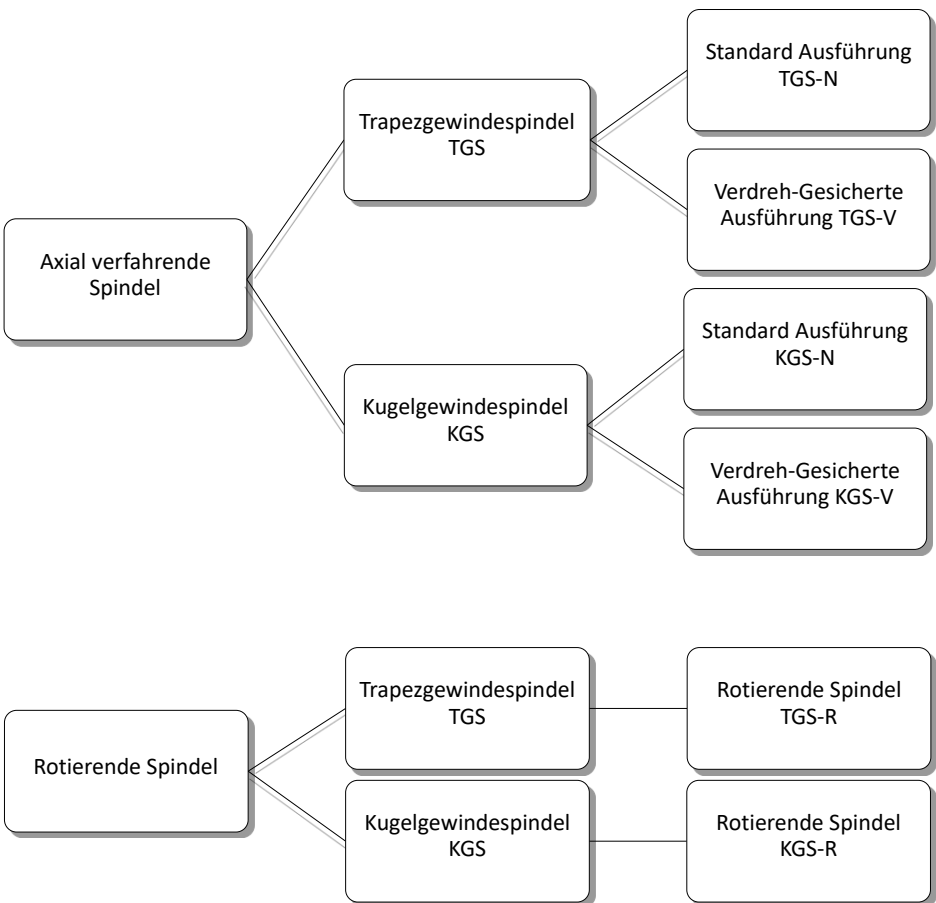 Axial verfahrende
Spindel
Trapezgewindespindel
TGS
Standard Ausführung
TGS-N
Verdreh-Gesicherte
Ausführung TGS-V
Kugelgewindespindel
KGS
Standard Ausführung
KGS-N
Verdreh-Gesicherte
Ausführung KGS-V
Rotierende Spindel
Trapezgewindespindel
TGS
Rotierende Spindel
TGS-R
Kugelgewindespindel
KGS
Rotierende Spindel
KGS-R